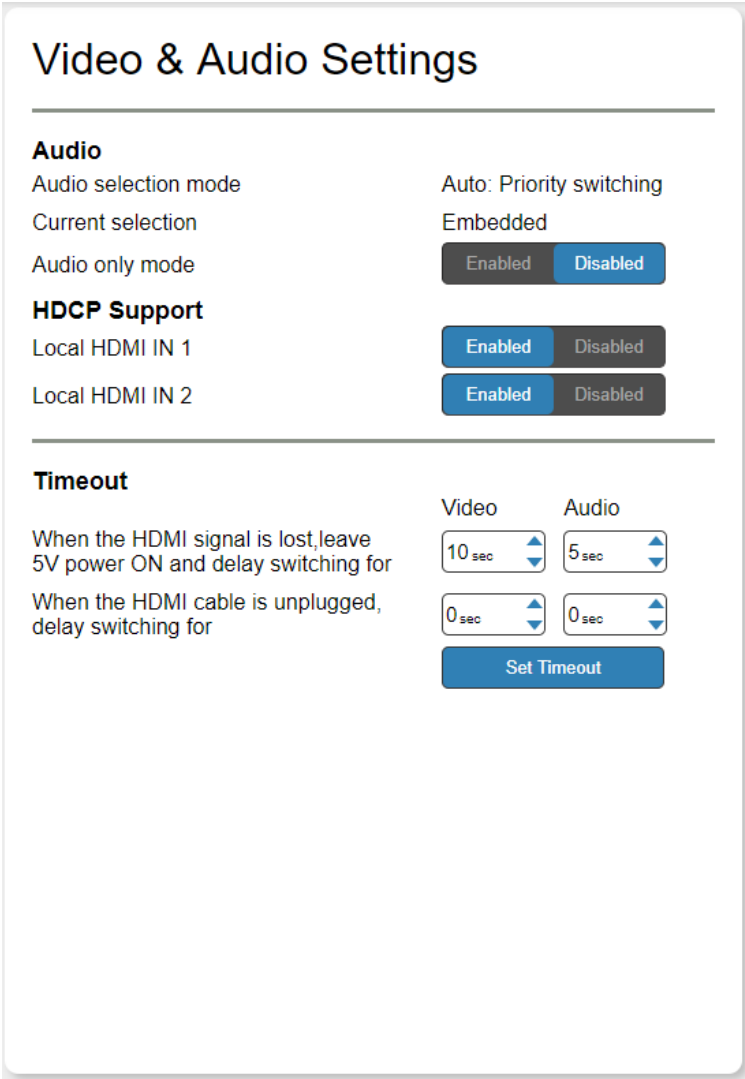 Video & Audio Settings
Audio
Audio selection mode Auto: Priority switching
Current selection Embedded
Audio only mode Enabled Disabled
HDCP Support
Local HDMI IN 1 Enabled Disabled
Local HDMI IN 2 Enabled Disabled
Timeout
Video Audio
When the HDMI signal is lost,leave
5V power ON and delay switching for 10 sec 5 sec
When the HDMI cable is unplugged,
delay switching for 0 sec 0 sec
Set Timeout